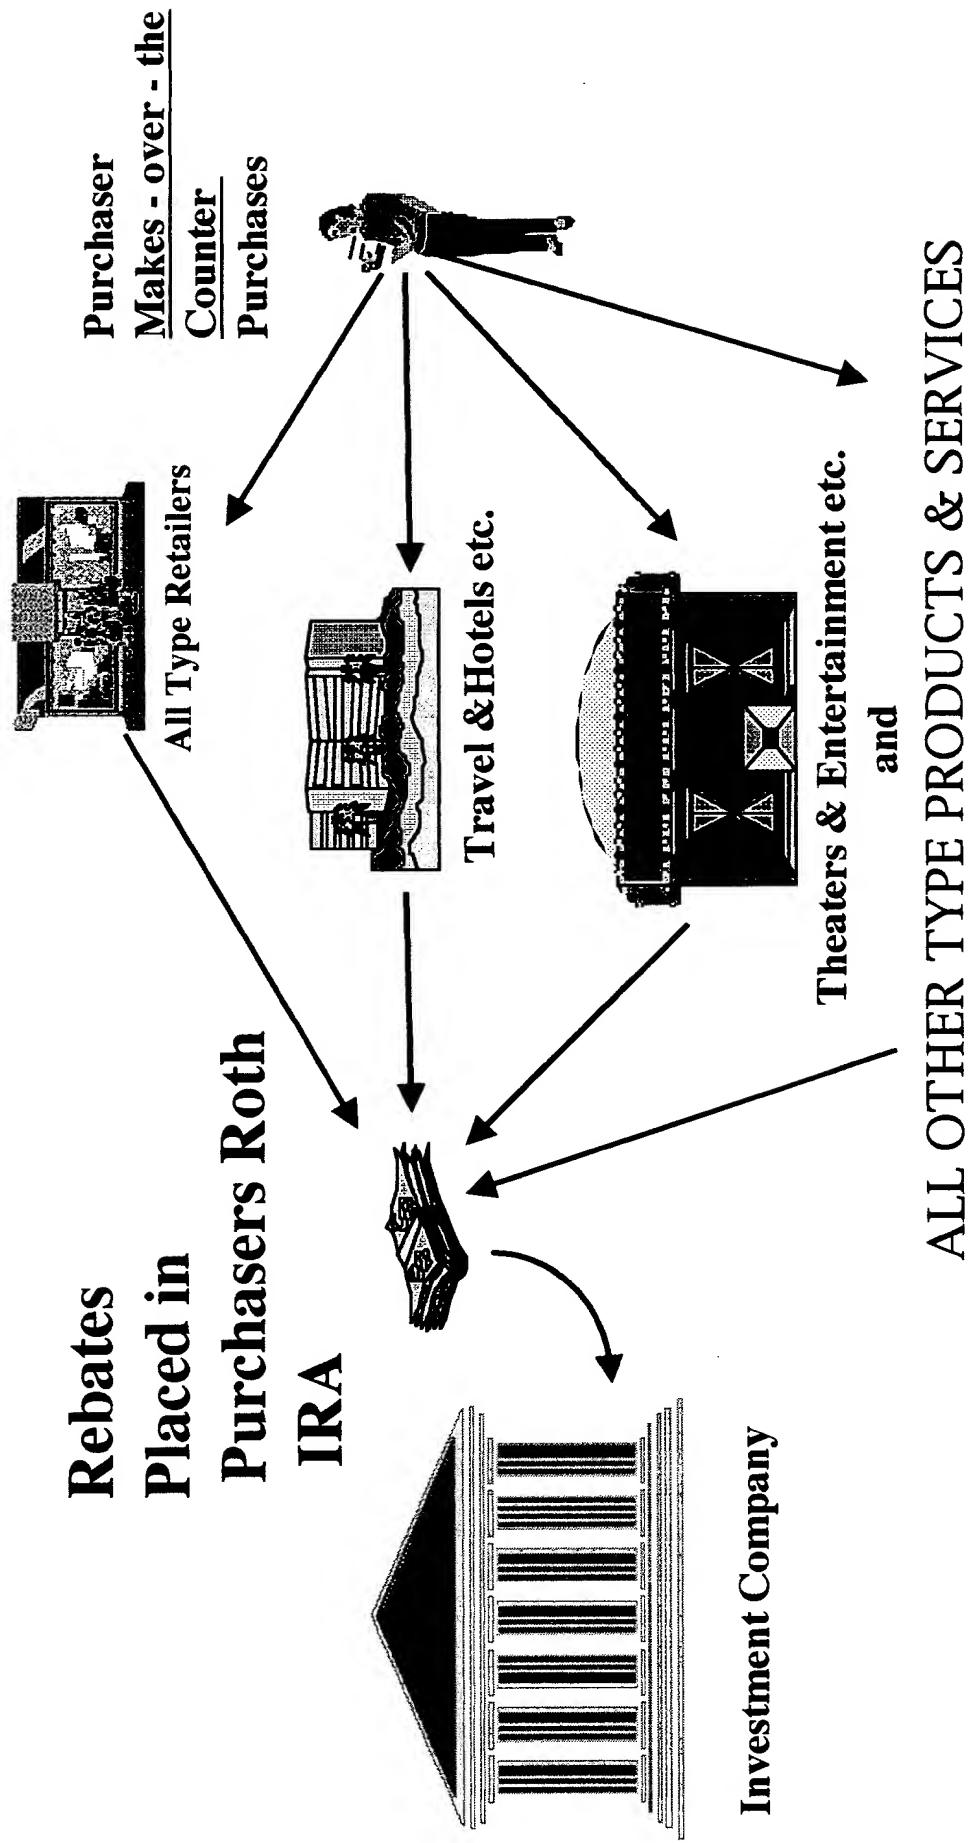 Rebates
Placed in
Purchasers Roth
IRA
Purchaser
Makes - over - the
Counter
Purchases
All Type Retailers
Travel &Hotels etc.
Investment Company
Theaters & Entertainment etc.
and
ALL OTHER TYPE PRODUCTS & SERVICES